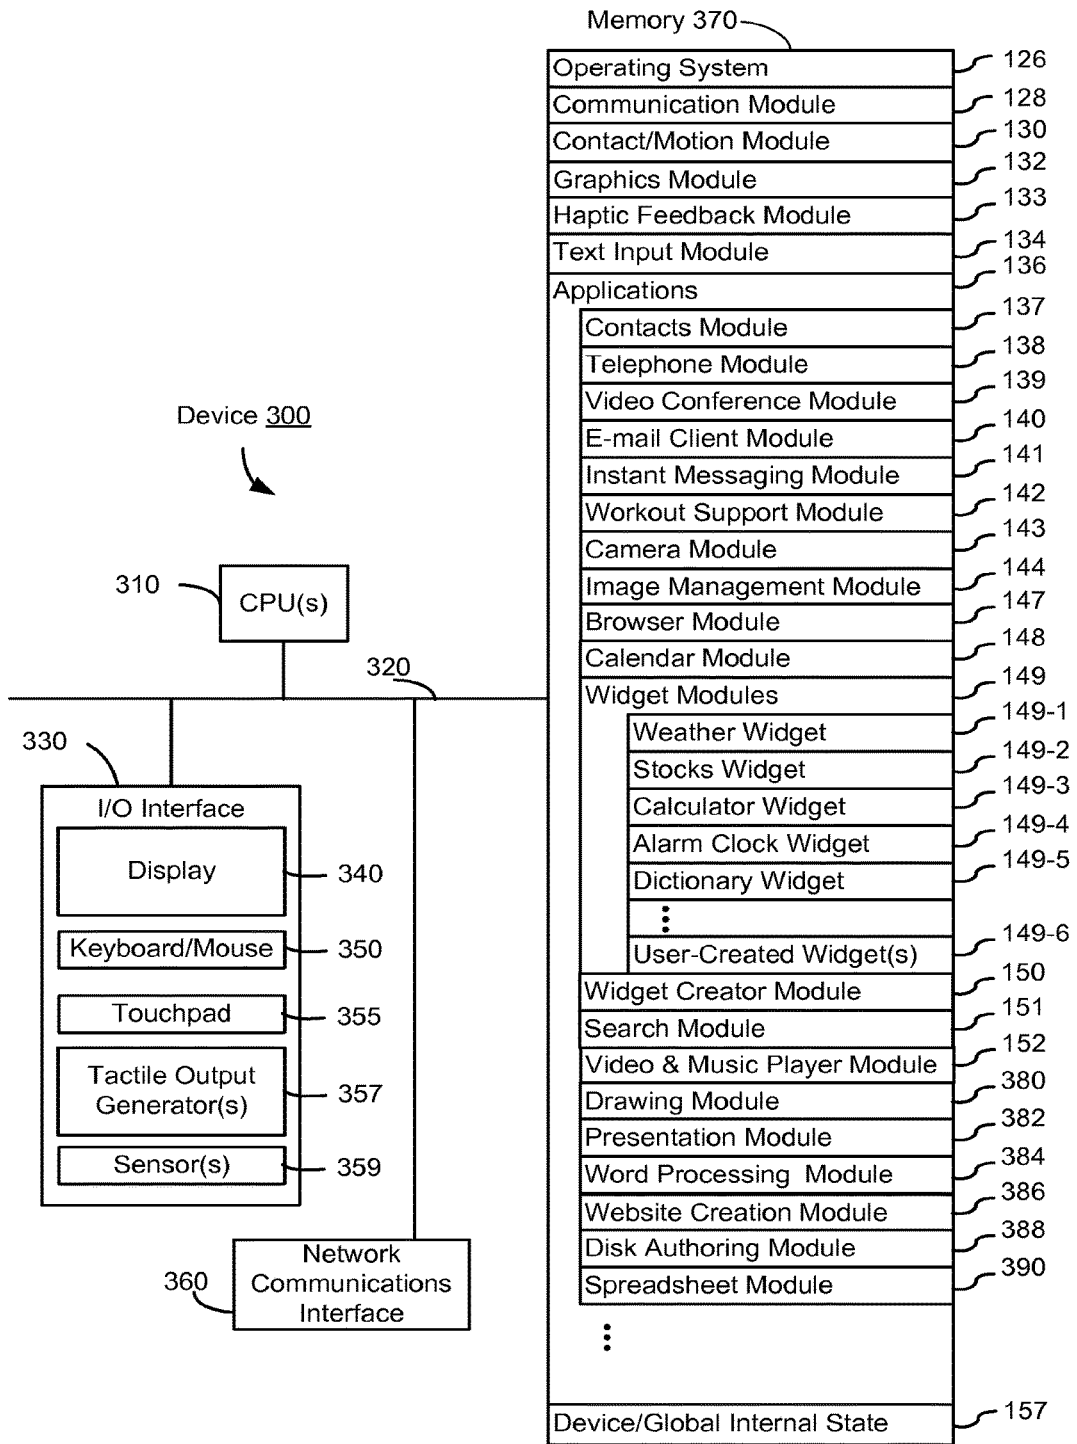 Memory 370
Operating System 126
Communication Module 128
Contact/Motion Module 130
Graphics Module 132
Haptic Feedback Module 133
Text Input Module 134
Applications 136
Contacts Module 137
Telephone Module 138
Video Conference Module 139
E-mail Client Module 140
Instant Messaging Module 141
Workout Support Module 142
Camera Module 143
Image Management Module 144
Browser Module 147
Calendar Module 148
Widget Modules 149
Weather Widget 149-1
Stocks Widget 149-2
Calculator Widget 149-3
Alarm Clock Widget 149-4
Dictionary Widget 149-5
User-Created Widget(s) 149-6
Widget Creator Module 150
Search Module 151
Video & Music Player Module 152
Drawing Module 380
Presentation Module 382
Word Processing Module 384
Website Creation Module 386
Disk Authoring Module 388
Spreadsheet Module 390
Device/Global Internal State 157
Device 300
310
CPU(s)
320
330
I/O Interface
Display 340
Keyboard/Mouse 350
Touchpad 355
Tactile Output
Generator(s) 357
Sensor(s) 359
360
Network
Communications
Interface